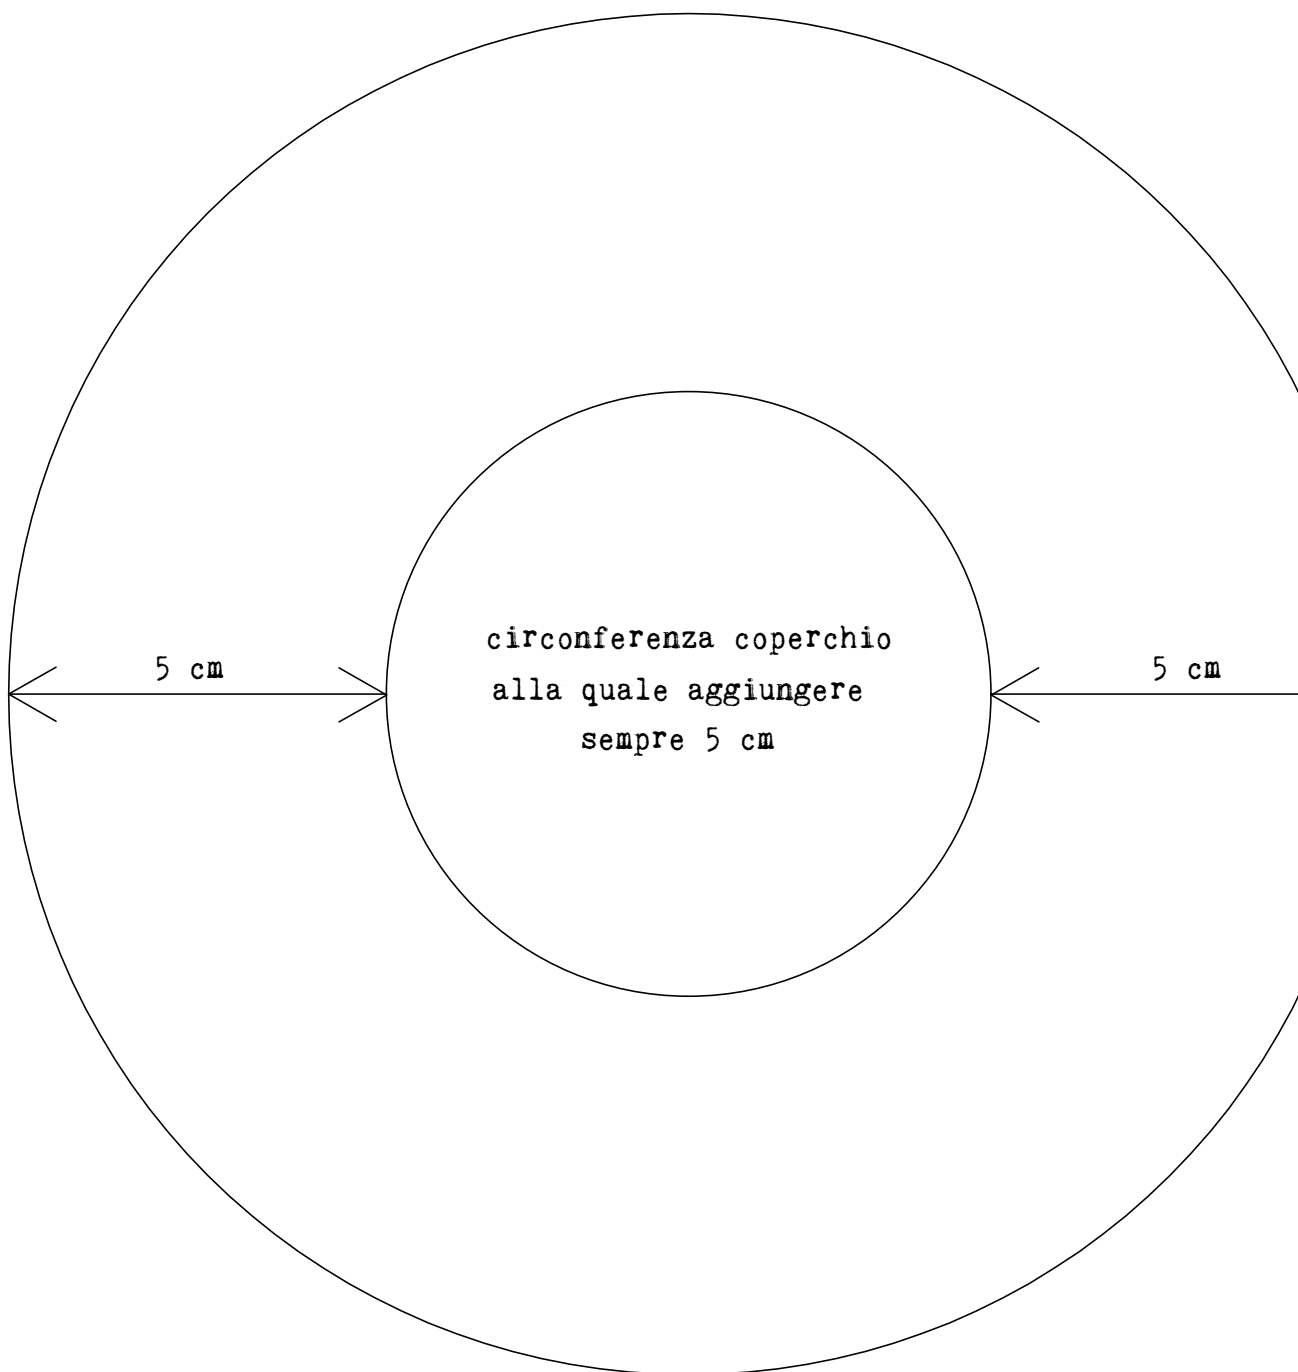 5 cm
circonferenza coperchio
alla quale aggiungere
sempre 5 cm
5 cm